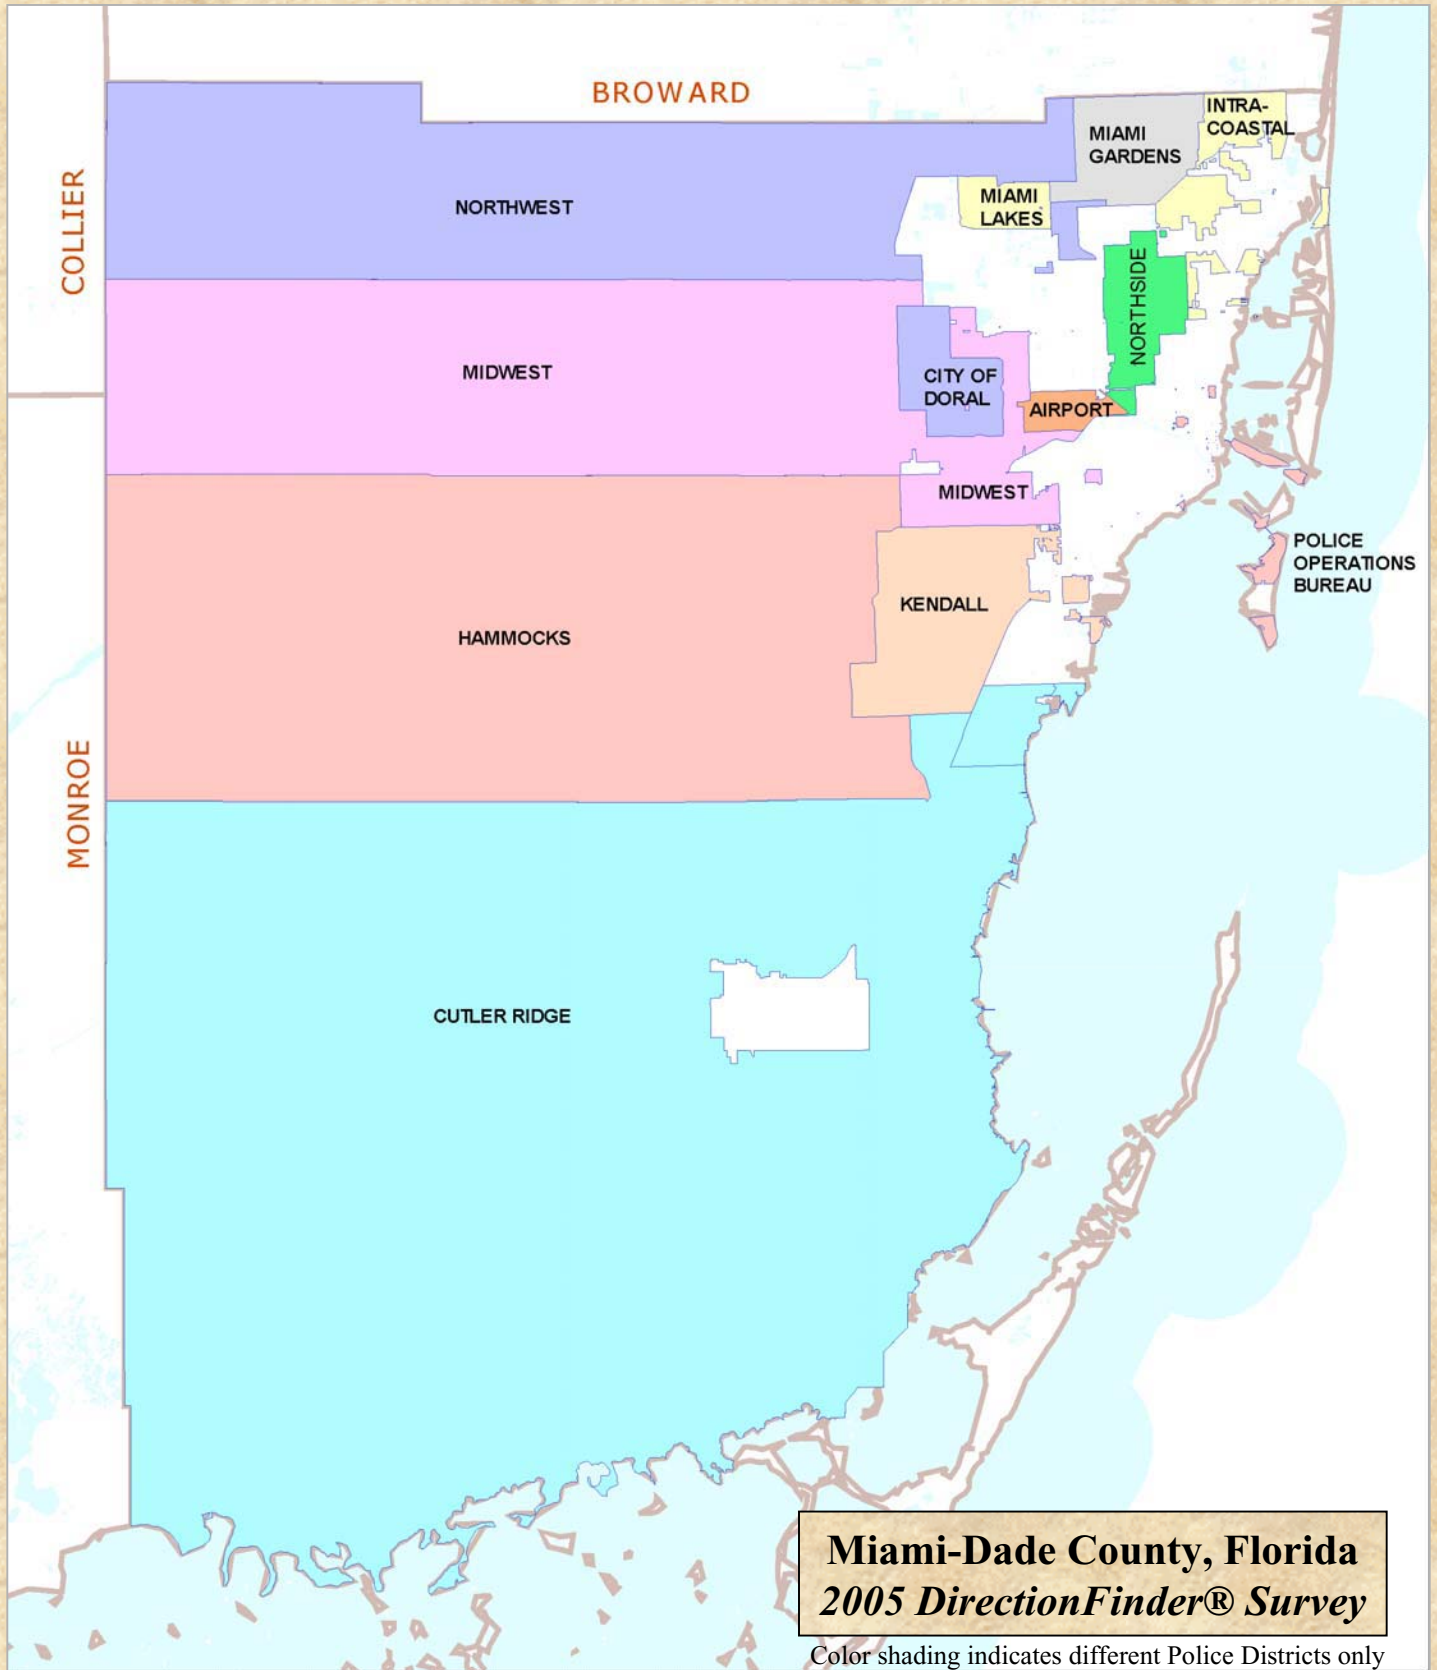 BROWARD
INTRA-
COASTAL
MIAMI
GARDENS
COLLIER
NORTHWEST
MIAMI
LAKES
NORTHSIDE
MIDWEST
CITY OF
DORAL
AIRPORT
MIDWEST
POLICE
OPERATIONS
BUREAU
KENDALL
HAMMOCKS
MONROE
CUTLER RIDGE
Miami-Dade County, Florida
2005 DirectionFinder® Survey
Color shading indicates different Police Districts only